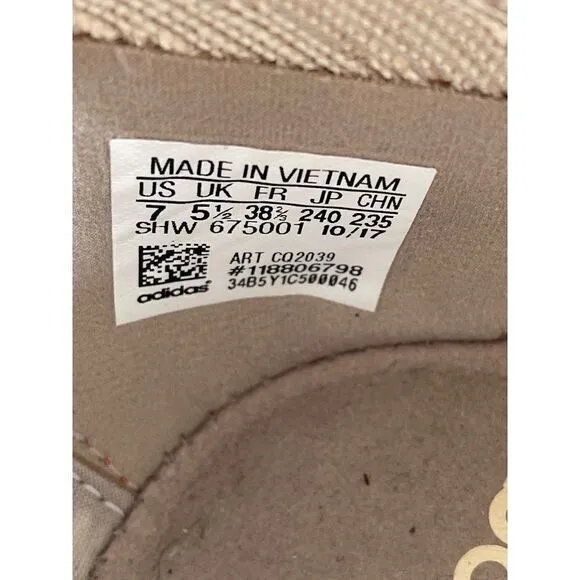 MADE IN VIETNAM
US UK FR JP CHN
7 5½ 38⅔ 240 235
SHW 675001 10/17
ART CQ2039
#118806798
34B5Y1C500046
adidas